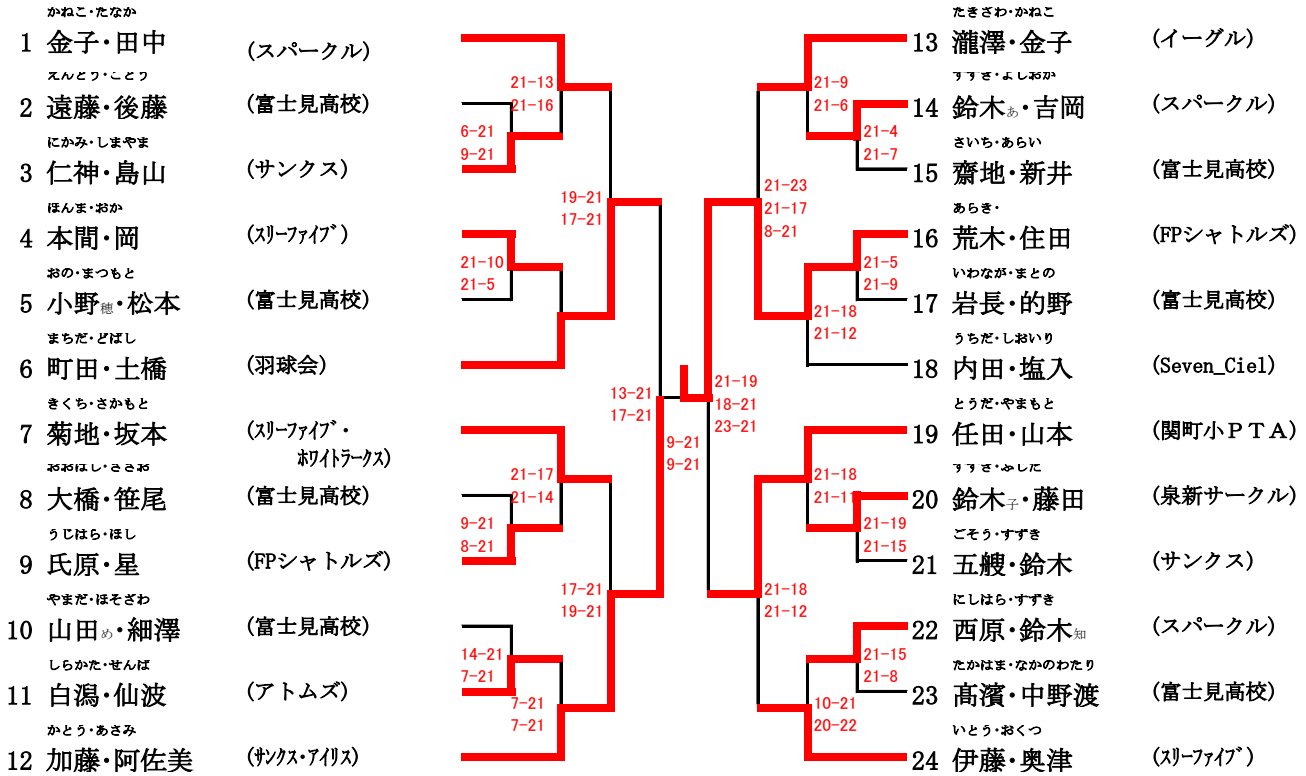 かねこ・たなか
1 金子・田中 (スパークル)
えんどう・ことう
2 遠藤・後藤 (富士見高校)
にかみ・しまやま
3 仁神・島山 (サンクス)
ほんま・おか
4 本間・岡 (スリーファイブ)
おの・まつもと
5 小野穂・松本 (富士見高校)
まちだ・どばし
6 町田・土橋 (羽球会)
きくち・さかもと
7 菊地・坂本 (スリーファイブ・
ホワイトラークス)
おおはし・ささお
8 大橋・笹尾 (富士見高校)
うじはら・ほし
9 氏原・星 (FPシャトルズ)
やまだ・ほそざわ
10 山田め・細澤 (富士見高校)
しらかた・せんば
11 白潟・仙波 (アトムズ)
かとう・あさみ
12 加藤・阿佐美 (サンクス・アイリス)
21-13
21-16
6-21
9-21
19-21
17-21
21-10
21-5
13-21
17-21
21-17
21-14
9-21
8-21
17-21
19-21
14-21
7-21
7-21
7-21
9-21
9-21
21-19
18-21
23-21
21-9
21-6
21-4
21-7
21-23
21-17
8-21
21-5
21-9
21-18
21-12
21-18
21-11
21-19
21-15
21-18
21-12
21-15
21-8
10-21
20-22
たきざわ・かねこ
13 瀧澤・金子 (イーグル)
すずき・よしおか
14 鈴木あ・吉岡 (スパークル)
さいち・あらい
15 齋地・新井 (富士見高校)
あらき・
16 荒木・住田 (FPシャトルズ)
いわなが・まとの
17 岩長・的野 (富士見高校)
うちだ・しおいり
18 内田・塩入 (Seven_Ciel)
とうだ・やまもと
19 任田・山本 (関町小ＰＴＡ)
すずき・ふじた
20 鈴木子・藤田 (泉新サークル)
ごそう・すずき
21 五艘・鈴木 (サンクス)
にしはら・すずき
22 西原・鈴木知 (スパークル)
たかはま・なかのわたり
23 髙濱・中野渡 (富士見高校)
いとう・おくつ
24 伊藤・奥津 (スリーファイブ)